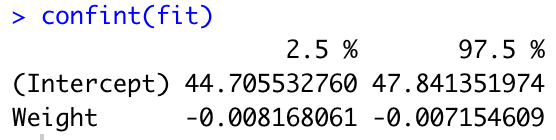 > confint(fit)
2.5 % 97.5 %
(Intercept) 44.705532760 47.841351974
Weight -0.008168061 -0.007154609